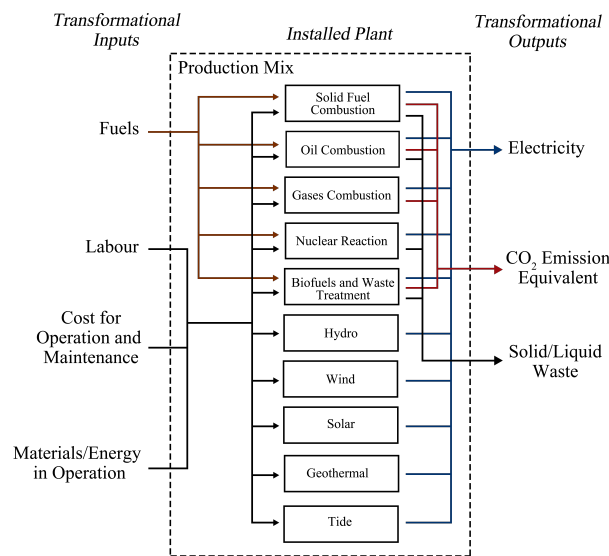 Transformational
Inputs
Installed Plant
Transformational
Outputs
Production Mix
Fuels
Labour
Cost for
Operation and
Maintenance
Materials/Energy
in Operation
Solid Fuel
Combustion
Oil Combustion
Gases Combustion
Nuclear Reaction
Biofuels and Waste
Treatment
Hydro
Wind
Solar
Geothermal
Tide
Electricity
CO₂ Emission
Equivalent
Solid/Liquid
Waste